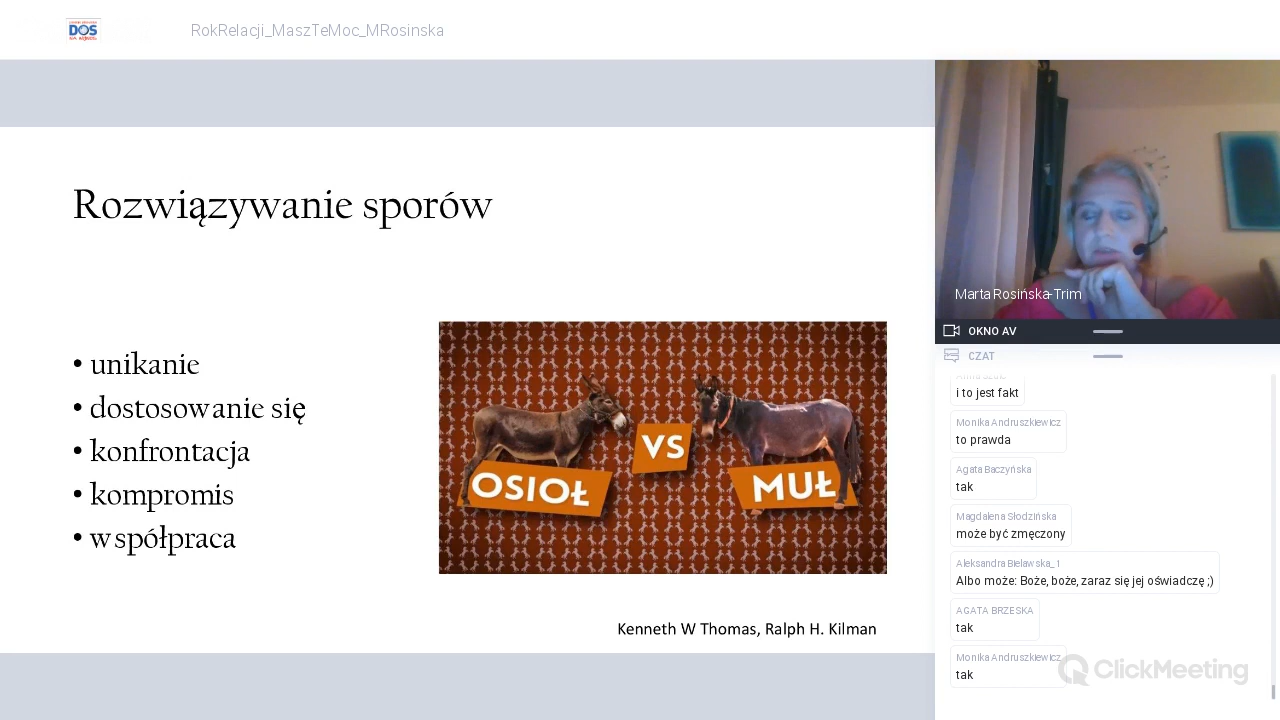 DOS
RokRelacji_MaszTeMoc_MRosinska
Rozwiązywanie sporów
• unikanie
• dostosowanie się
• konfrontacja
• kompromis
• współpraca
OSIOŁ
VS
MUŁ
Kenneth W Thomas, Ralph H. Kilman
Marta Rosińska-Trim
OKNO AV
CZAT
i to jest fakt
Monika Andruszkiewicz
to prawda
Agata Baczyńska
tak
Magdalena Słodzińska
może być zmęczony
Aleksandra Bielawska_1
Albo może: Boże, boże, zaraz się jej oświadczę ;)
AGATA BRZESKA
tak
Monika Andruszkiewicz
tak
ClickMeeting